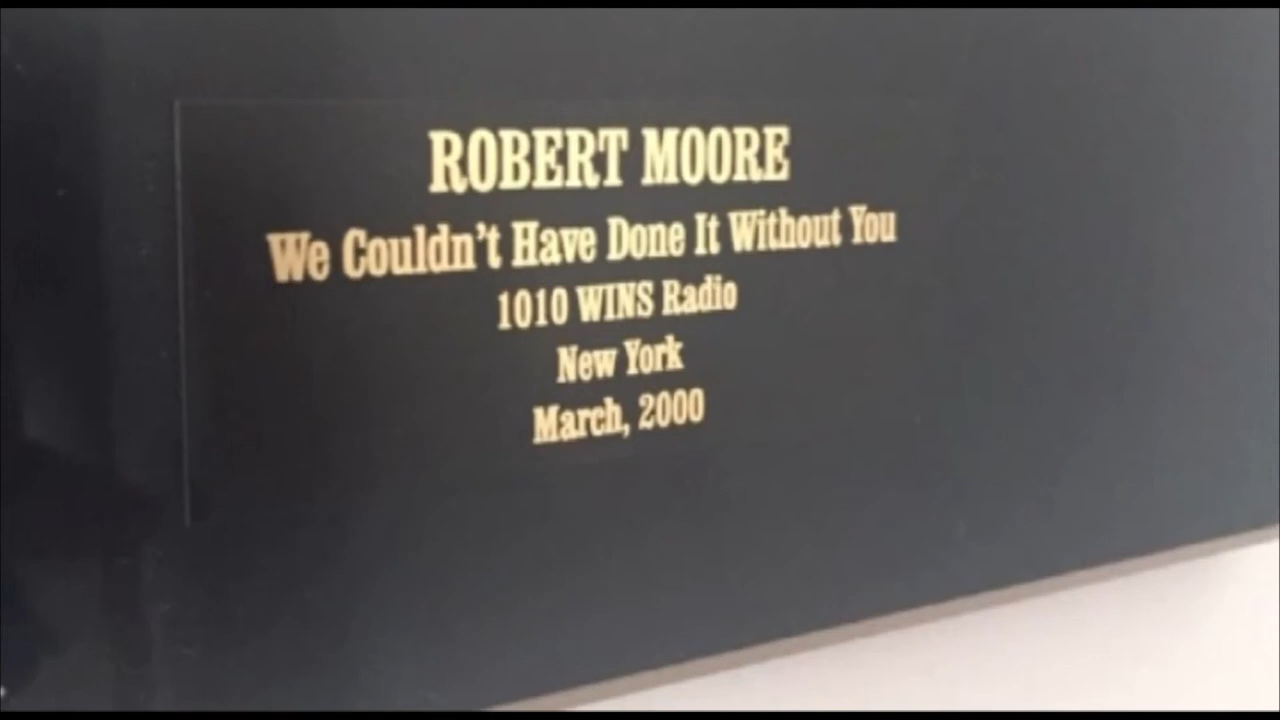 ROBERT MOORE
We Couldn't Have Done It Without You
1010 WINS Radio
New York
March, 2000